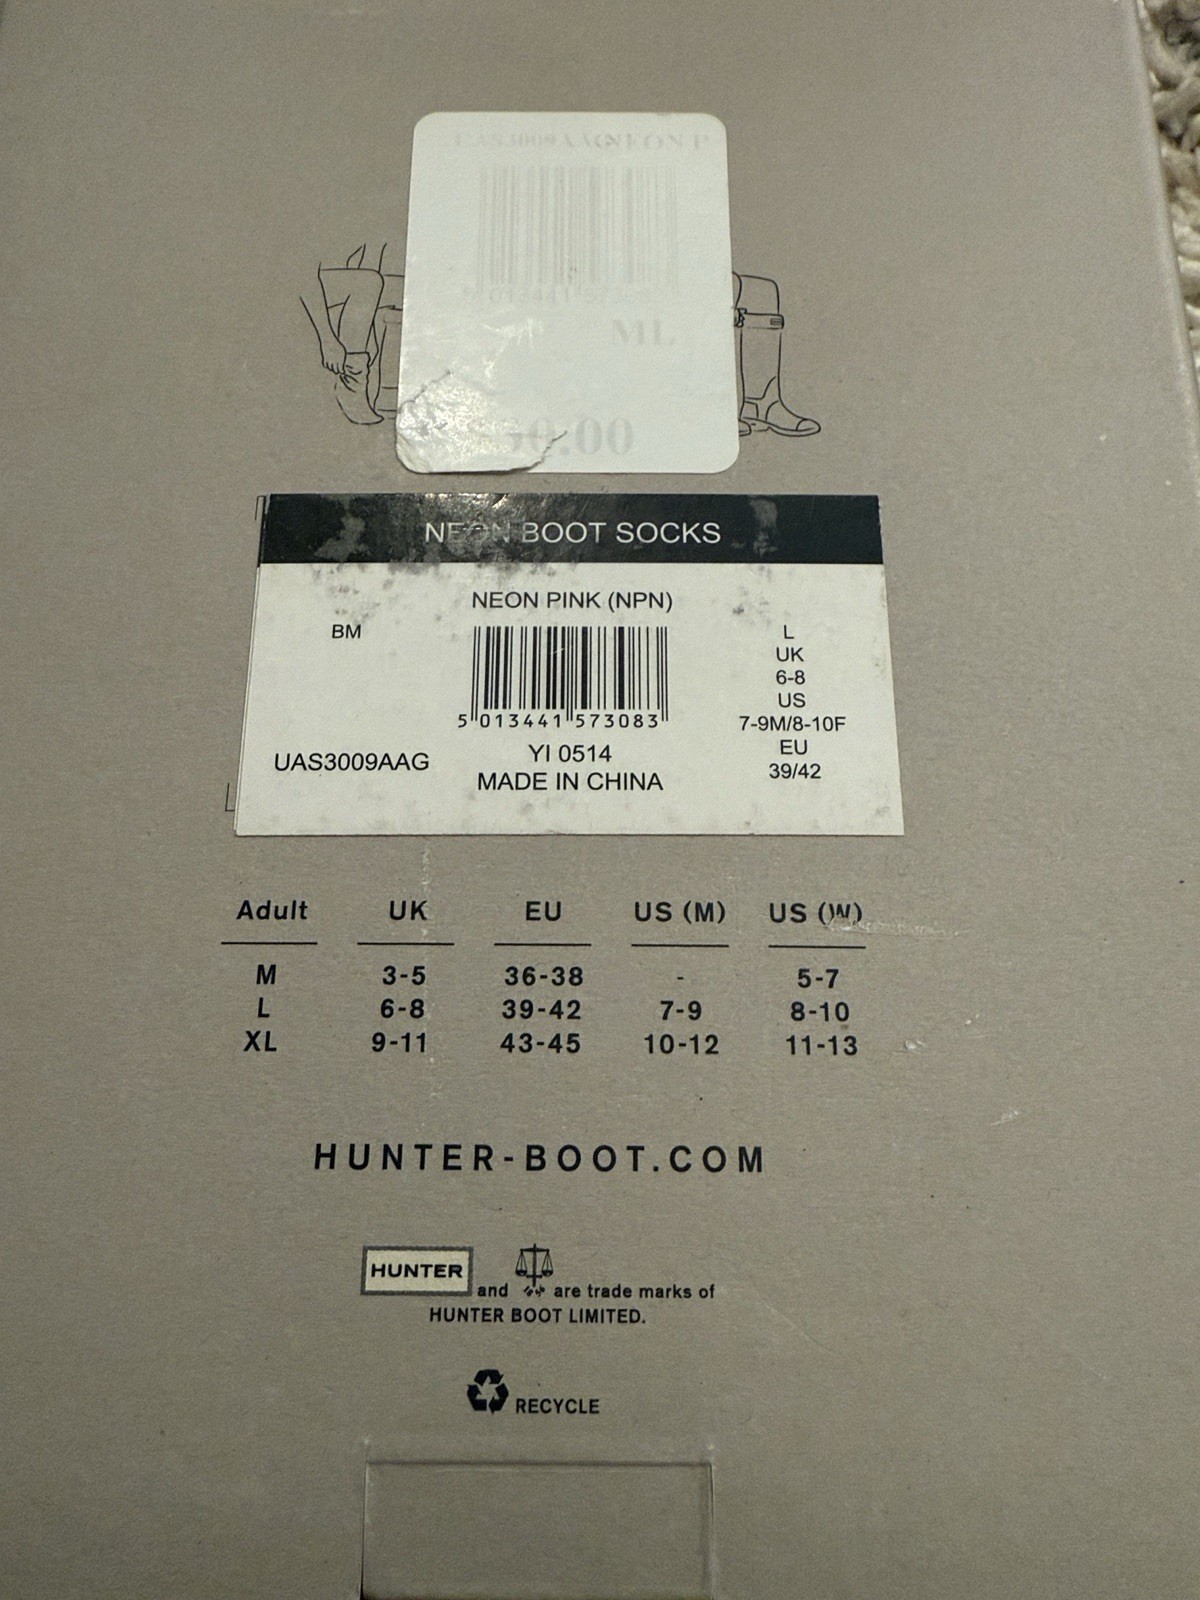 ML
NEON BOOT SOCKS
NEON PINK (NPN)
BM
5 013441 573083
UAS3009AAG
YI 0514
MADE IN CHINA
L
UK
6-8
US
7-9M/8-10F
EU
39/42
Adult UK EU US (M) US (W)
M 3-5 36-38 - 5-7
L 6-8 39-42 7-9 8-10
XL 9-11 43-45 10-12 11-13
HUNTER-BOOT.COM
HUNTER and are trade marks of
HUNTER BOOT LIMITED.
RECYCLE